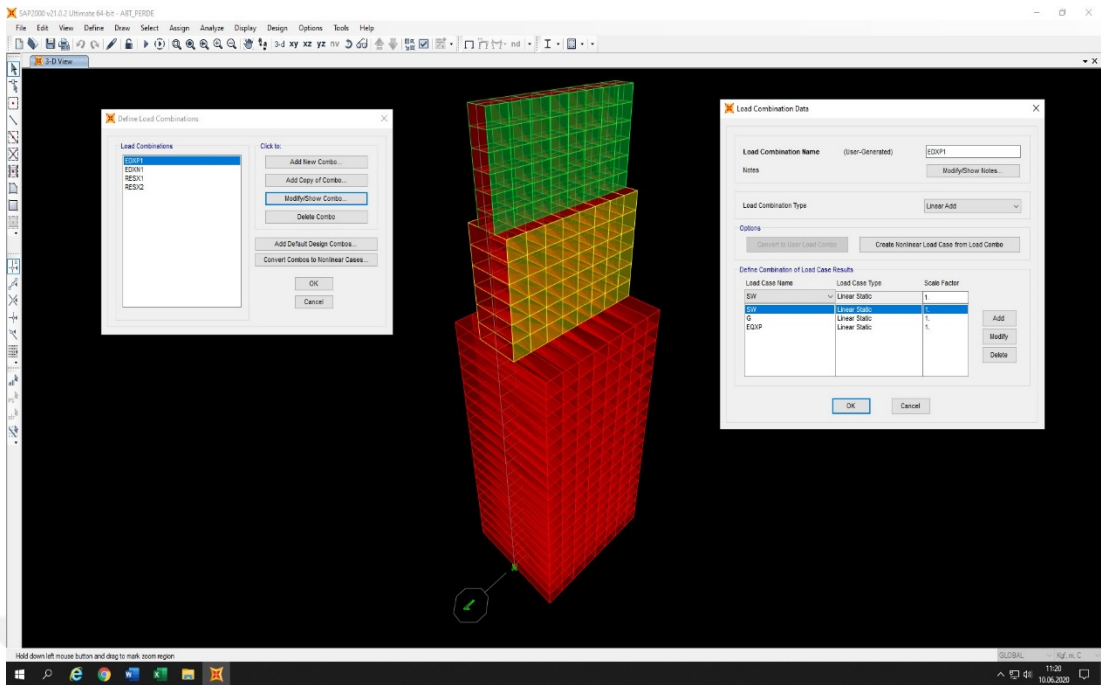 SAP2000 v21.0.2 Ultimate 64-bit - ABT_PERDE
File Edit View Define Draw Select Assign Analyze Display Design Options Tools Help
3-d xy xz yz nv nd
3-D View
Define Load Combinations
Load Combinations
EDXP1
EDXN1
RESX1
RESX2
Click to:
Add New Combo...
Add Copy of Combo...
Modify/Show Combo...
Delete Combo
Add Default Design Combos...
Convert Combos to Nonlinear Cases...
OK
Cancel
Load Combination Data
Load Combination Name (User-Generated) EDXP1
Notes Modify/Show Notes...
Load Combination Type Linear Add
Options
Convert to User Load Combo Create Nonlinear Load Case from Load Combo
Define Combination of Load Case Results
Load Case Name Load Case Type Scale Factor
SW Linear Static 1
SW Linear Static 1.
G Linear Static 1.
EQXP Linear Static 1.
Add
Modify
Delete
OK Cancel
Hold down left mouse button and drag to mark zoom region
GLOBAL Kgf, m, C
11:20
10.06.2020